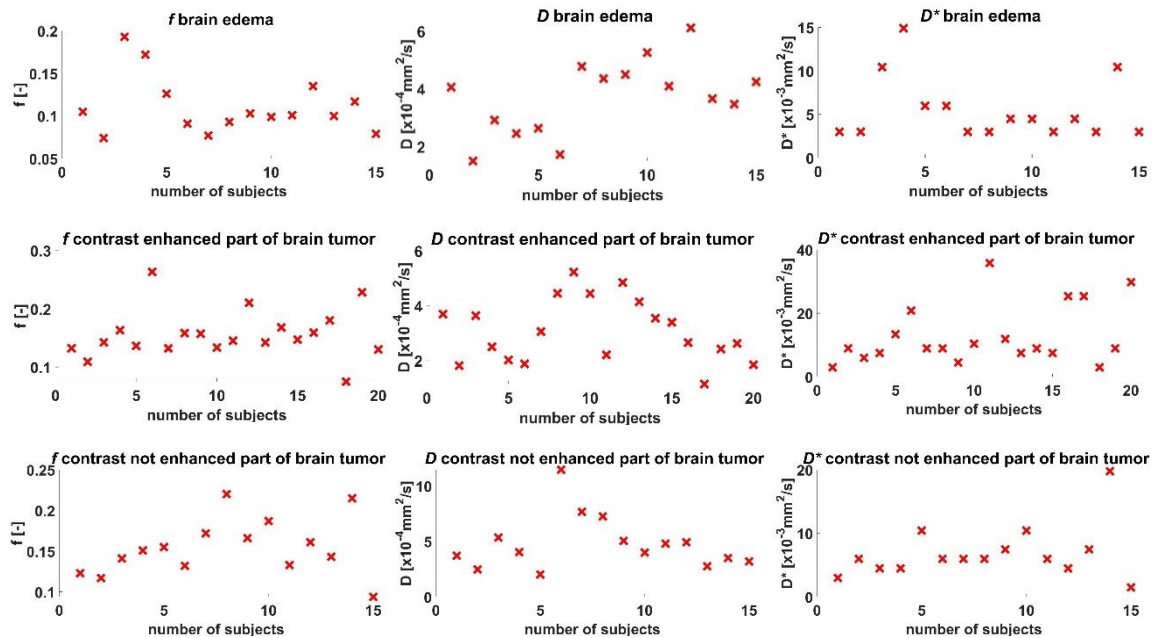 f brain edema
D brain edema
D* brain edema
0.2
0.15
0.1
0.05
f [-]
0
5
10
15
number of subjects
6
4
2
D [x10⁻⁴mm²/s]
0
5
10
15
number of subjects
15
10
5
0
D* [x10⁻³mm²/s]
0
5
10
15
number of subjects
f contrast enhanced part of brain tumor
D contrast enhanced part of brain tumor
D* contrast enhanced part of brain tumor
0.3
0.2
0.1
f [-]
0
5
10
15
20
number of subjects
6
4
2
D [x10⁻⁴mm²/s]
0
5
10
15
20
number of subjects
40
20
0
D* [x10⁻³mm²/s]
0
5
10
15
20
number of subjects
f contrast not enhanced part of brain tumor
D contrast not enhanced part of brain tumor
D* contrast not enhanced part of brain tumor
0.25
0.2
0.15
0.1
f [-]
0
5
10
15
number of subjects
10
5
0
D [x10⁻⁴mm²/s]
0
5
10
15
number of subjects
20
10
0
D* [x10⁻³mm²/s]
0
5
10
15
number of subjects